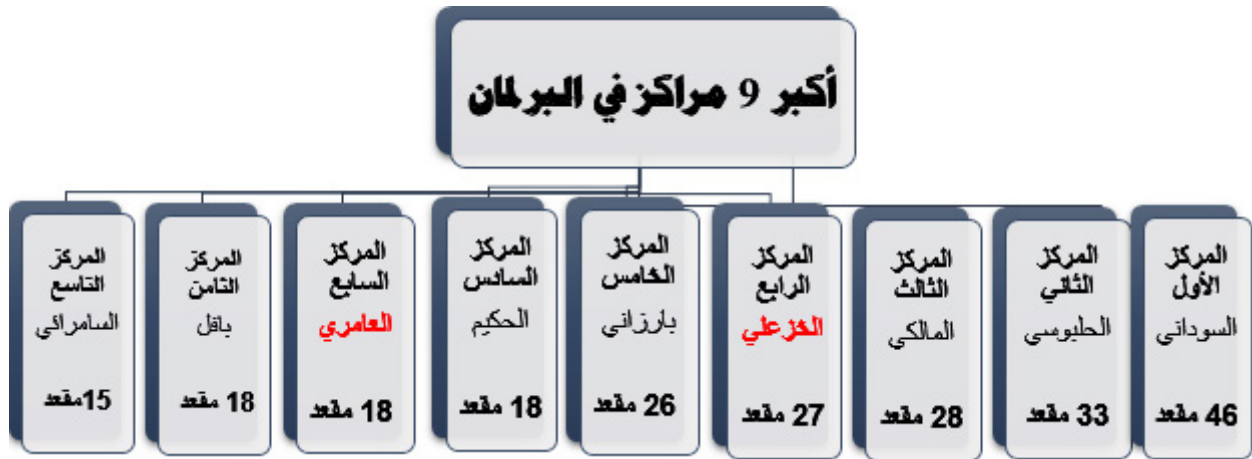 أكبر 9 مراكز في البرلمان
المركز
الأول
السوداني
46 مقعد
المركز
الثاني
الحلبوسي
33 مقعد
المركز
الثالث
المالكي
28 مقعد
المركز
الرابع
الخزعلي
27 مقعد
المركز
الخامس
بارزاني
26 مقعد
المركز
السادس
الحكيم
18 مقعد
المركز
السابع
العامري
18 مقعد
المركز
الثامن
بافل
18 مقعد
المركز
التاسع
السامرائي
15مقعد